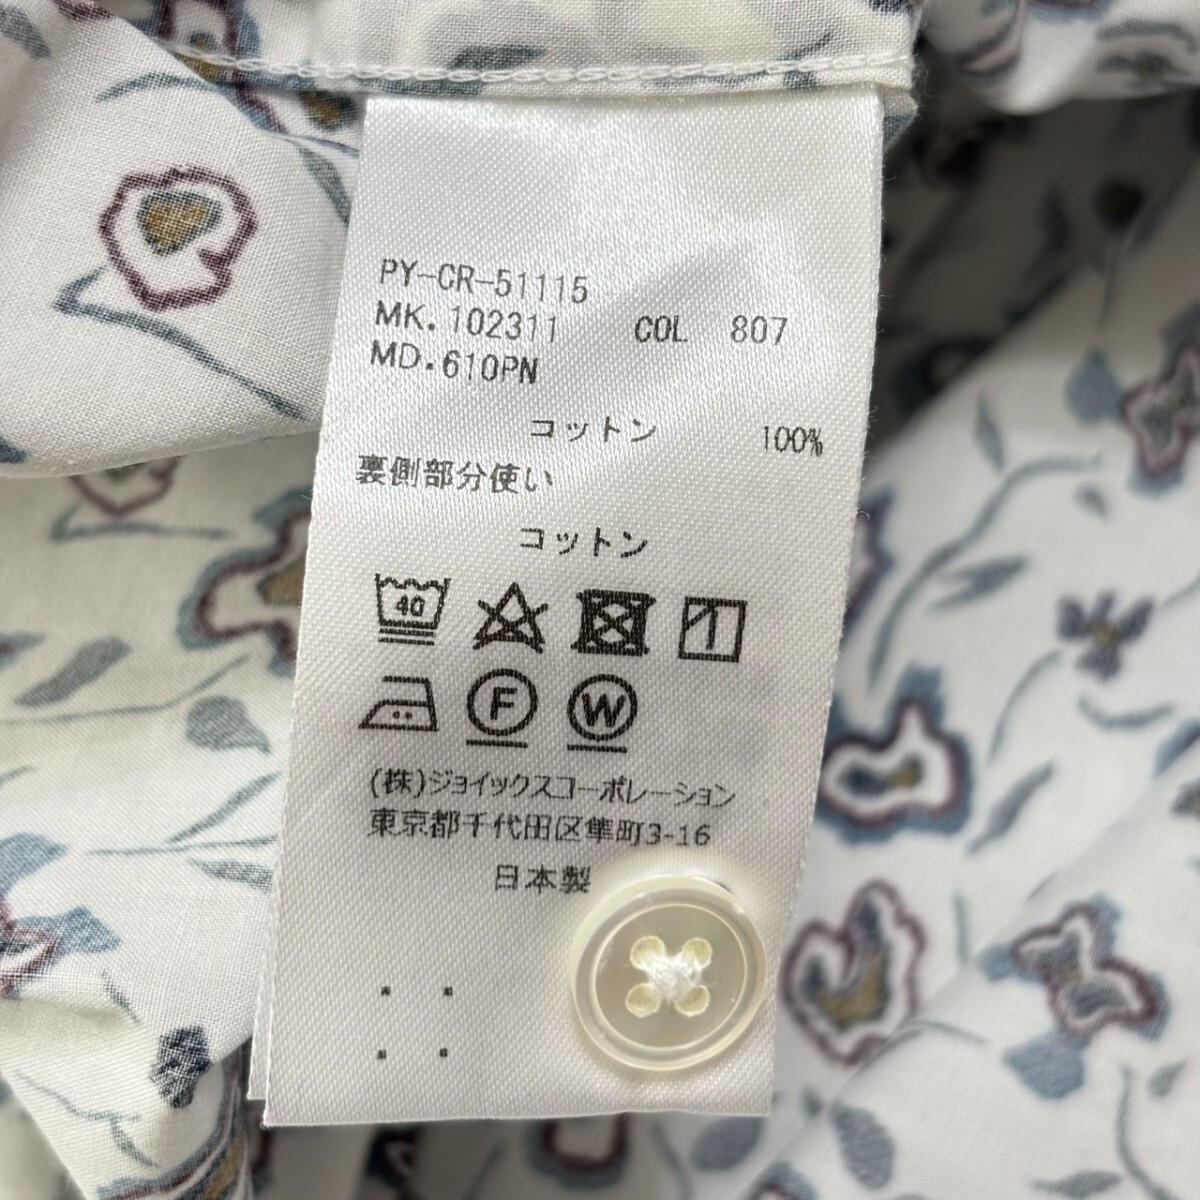 PY-CR-51115
MK.102311 COL 807
MD.610PN
コットン 100%
裏側部分使い
コットン
40
F W
(株)ジョイックスコーポレーション
東京都千代田区隼町3-16
日本製